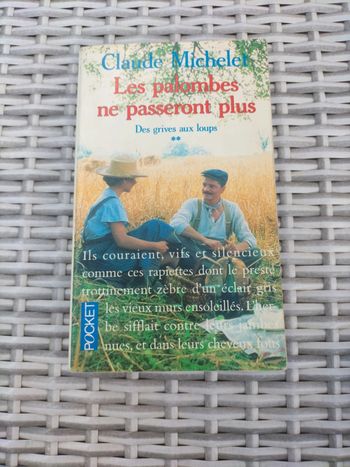 Claude Michelet
Les palombes
ne passeront plus
Des grives aux loups
**
Ils couraient, vifs et silencieux
comme ces rapiettes dont le preste
trottinement zèbre d'un éclair gris
les vieux murs ensoleillés. L'her-
be sifflait contre leurs jambes
nues, et dans leurs cheveux fous
POCKET